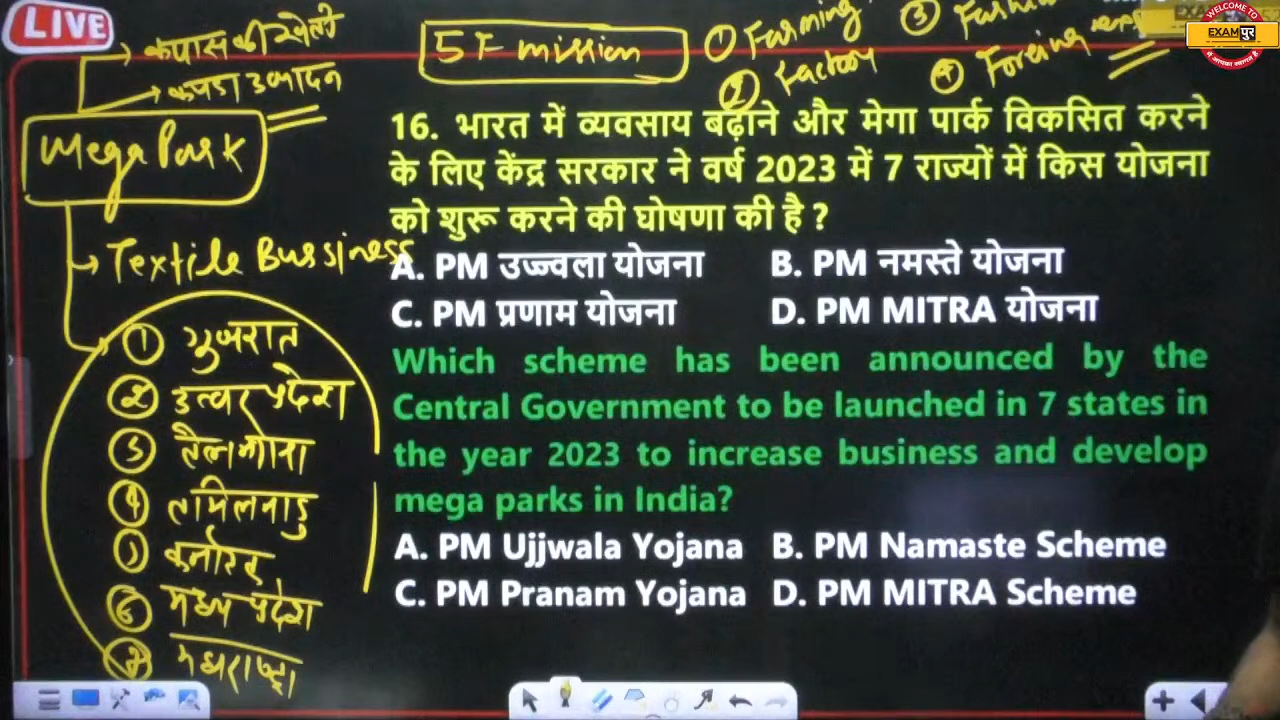 LIVE
WELCOME TO
EXAMपुर
→ कपास की खेती
→ कपड़ा उत्पादन
Mega Park
→ Textile Bussiness
① गुजरात
② उत्तर प्रदेश
③ तेलंगाना
④ तमिलनाडु
⑤ कर्नाटक
⑥ मध्य प्रदेश
⑦ महाराष्ट्र
5F mission
① Farming
② Factory
③
④ Foreing
16. भारत में व्यवसाय बढ़ाने और मेगा पार्क विकसित करने
के लिए केंद्र सरकार ने वर्ष 2023 में 7 राज्यों में किस योजना
को शुरू करने की घोषणा की है ?
A. PM उज्ज्वला योजना B. PM नमस्ते योजना
C. PM प्रणाम योजना D. PM MITRA योजना
Which scheme has been announced by the
Central Government to be launched in 7 states in
the year 2023 to increase business and develop
mega parks in India?
A. PM Ujjwala Yojana B. PM Namaste Scheme
C. PM Pranam Yojana D. PM MITRA Scheme